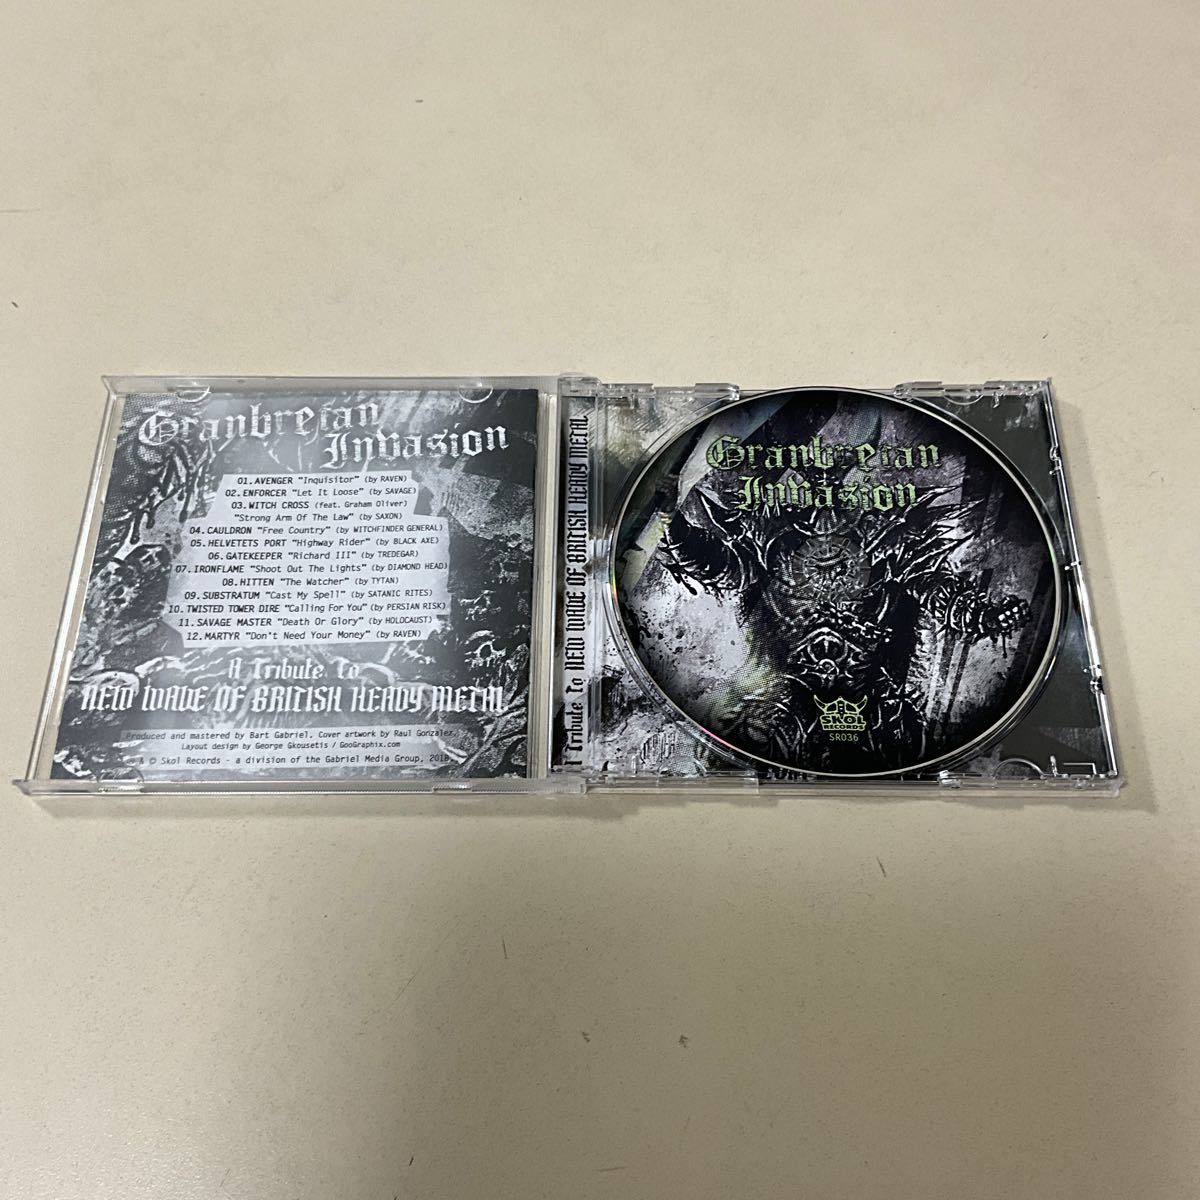 Granbretan
Invasion
01. AVENGER "Inquisitor" (by RAVEN)
02. ENFORCER "Let It Loose" (by SAVAGE)
03. WITCH CROSS (feat. Graham Oliver)
"Strong Arm Of The Law" (by SAXON)
04. CAULDRON "Free Country" (by WITCHFINDER GENERAL)
05. HELVETETS PORT "Highway Rider" (by BLACK AXE)
06. GATEKEEPER "Richard III" (by TREDEGAR)
07. IRONFLAME "Shoot Out The Lights" (by DIAMOND HEAD)
08. HITTEN "The Watcher" (by TYTAN)
09. SUBSTRATUM "Cast My Spell" (by SATANIC RITES)
10. TWISTED TOWER DIRE "Calling For You" (by PERSIAN RISK)
11. SAVAGE MASTER "Death Or Glory" (by HOLOCAUST)
12. MARTYR "Don't Need Your Money" (by RAVEN)
A Tribute To
NEW WAVE OF BRITISH HEAVY METAL
Produced and mastered by Bart Gabriel. Cover artwork by Raul Gonzalez.
Layout design by George Gkousetis / GooGraphix.com
℗ & © Skol Records - a division of the Gabriel Media Group, 2018
A Tribute To NEW WAVE OF BRITISH HEAVY METAL
Granbretan
Invasion
SKOL
RECORDS
SR036